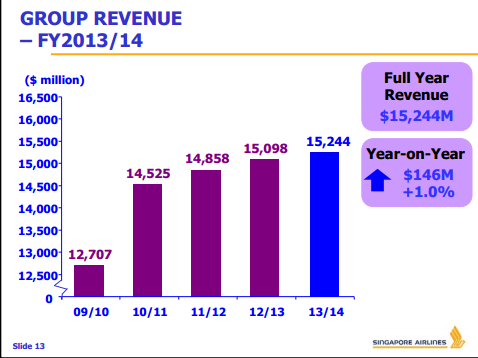 GROUP REVENUE
– FY2013/14
($ million)
16,500
16,000
15,500
15,000
14,500
14,000
13,500
13,000
12,500
0
12,707
14,525
14,858
15,098
15,244
09/10
10/11
11/12
12/13
13/14
Full Year
Revenue
$15,244M
Year-on-Year
$146M
+1.0%
Slide 13
SINGAPORE AIRLINES